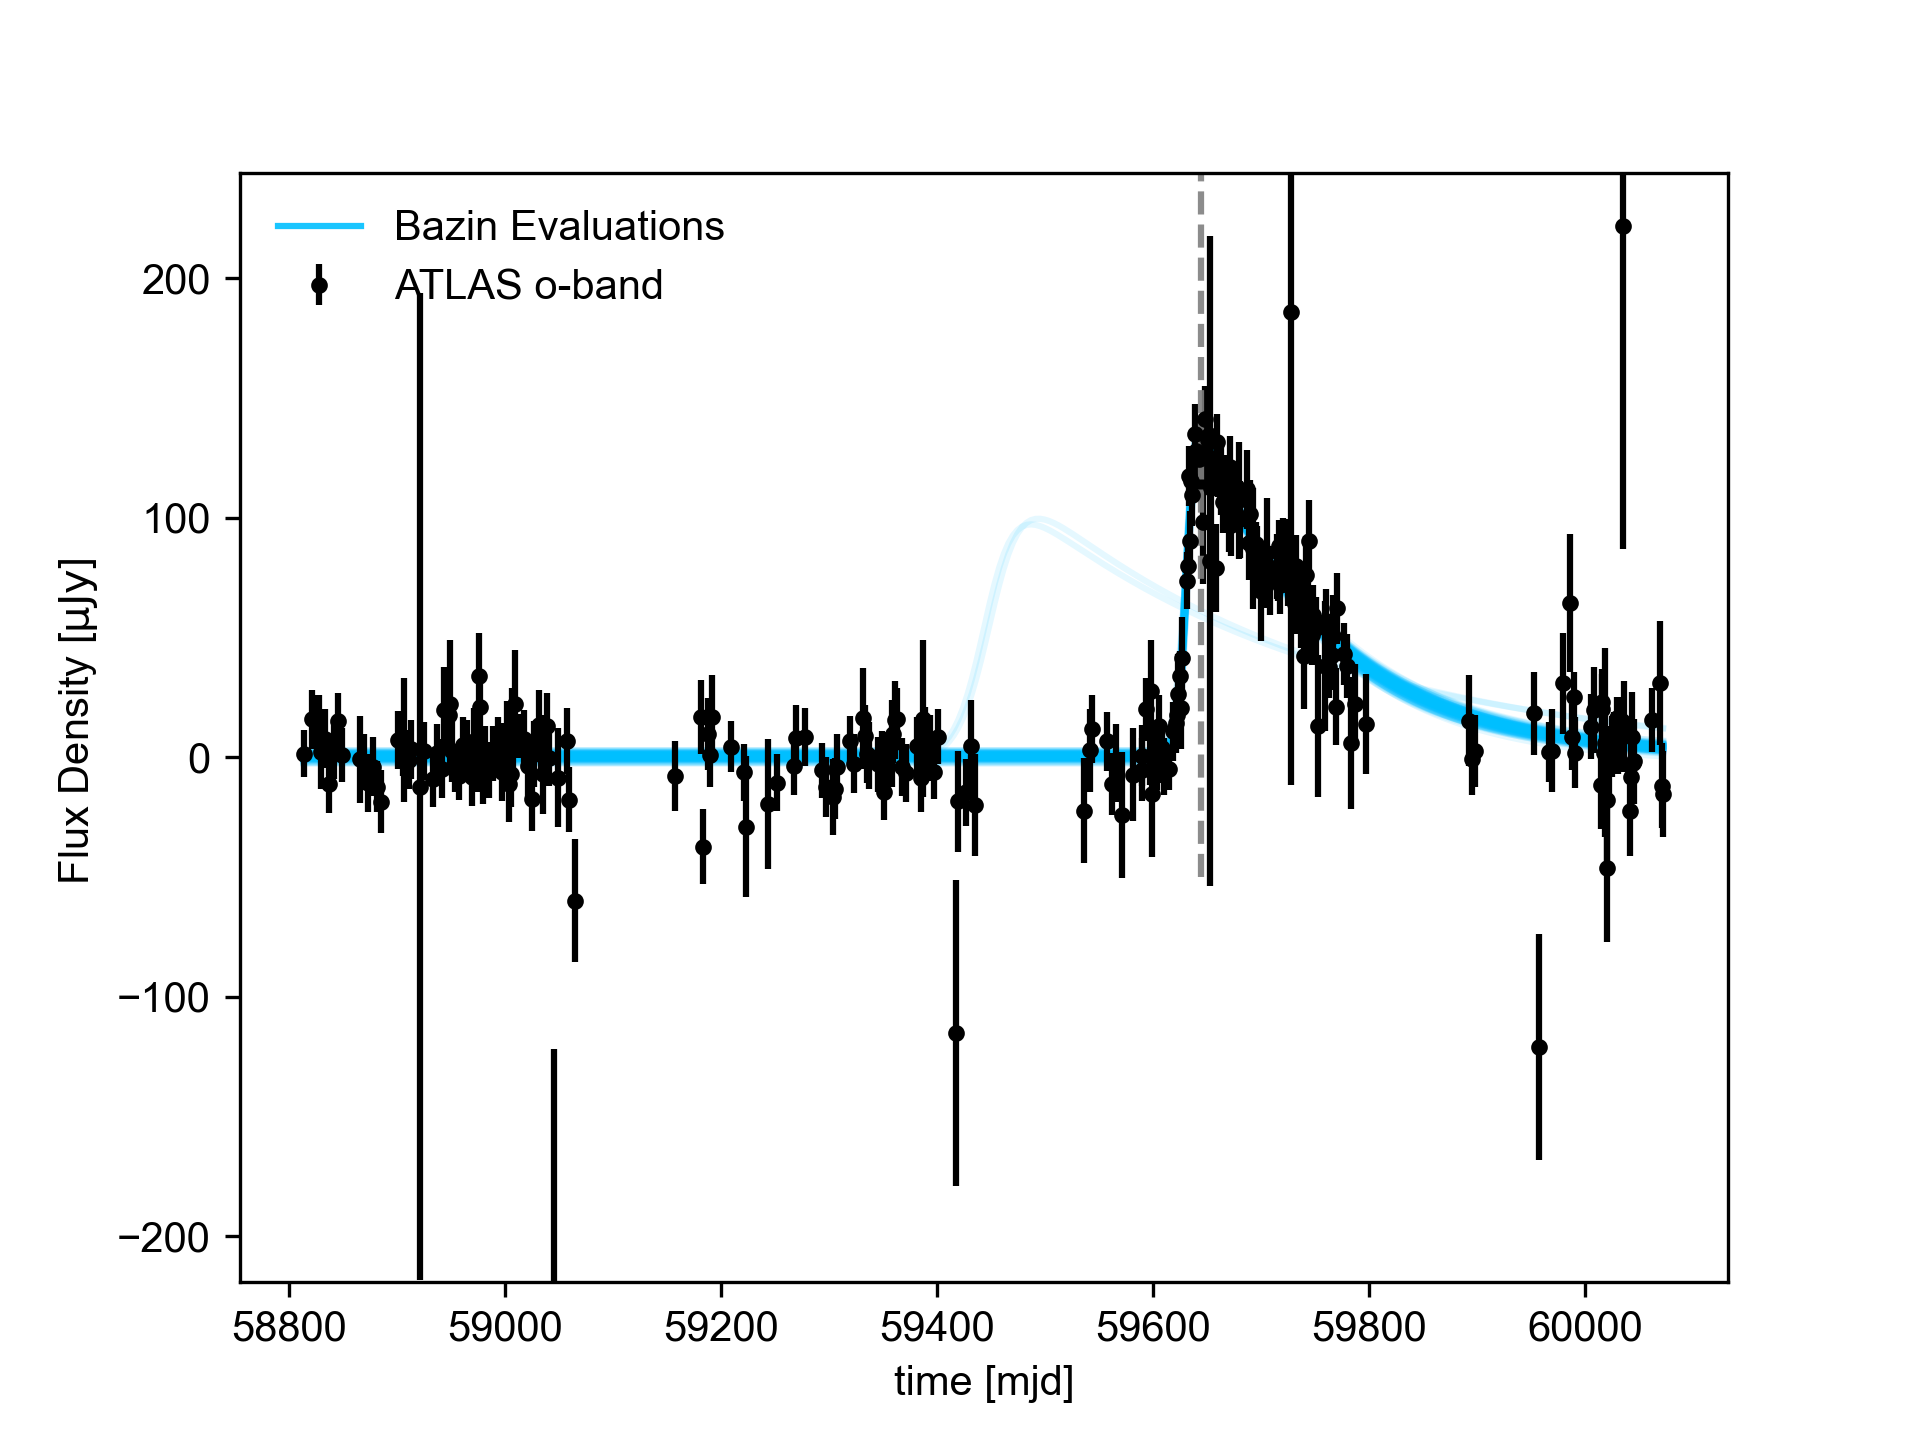 Bazin Evaluations
ATLAS o-band
Flux Density [µJy]
200
100
0
−100
−200
58800 59000 59200 59400 59600 59800 60000
time [mjd]